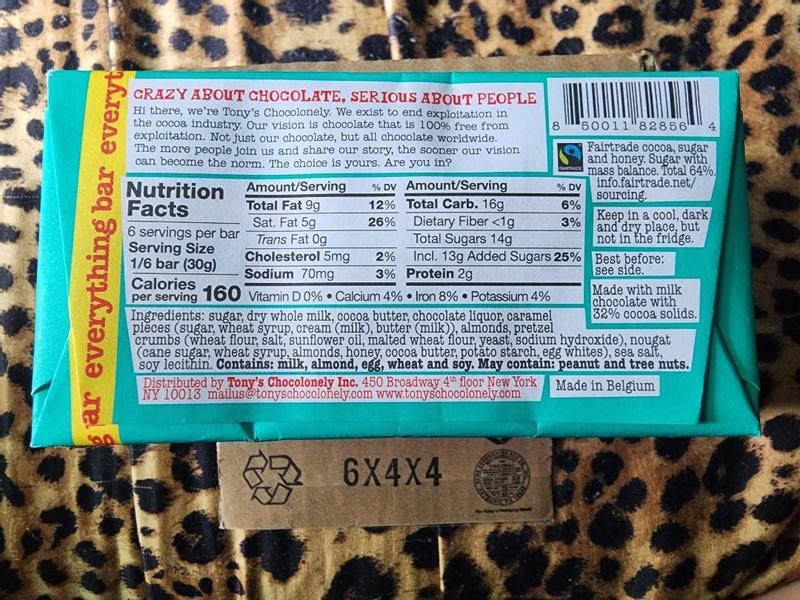 everything bar everyt
ar
CRAZY ABOUT CHOCOLATE, SERIOUS ABOUT PEOPLE
Hi there, we're Tony's Chocolonely. We exist to end exploitation in
the cocoa industry. Our vision is chocolate that is 100% free from
exploitation. Not just our chocolate, but all chocolate worldwide.
The more people join us and share our story, the sooner our vision
can become the norm. The choice is yours. Are you in?
8 50011 82856 4
FAIRTRADE
Fairtrade cocoa, sugar
and honey. Sugar with
mass balance. Total 64%.
info.fairtrade.net/
sourcing.
Keep in a cool, dark
and dry place, but
not in the fridge.
Best before:
see side.
Made with milk
chocolate with
32% cocoa solids.
Nutrition
Facts
6 servings per bar
Serving Size
1/6 bar (30g)
Calories
per serving 160
Amount/Serving % DV
Total Fat 9g 12%
Sat. Fat 5g 26%
Trans Fat 0g
Cholesterol 5mg 2%
Sodium 70mg 3%
Amount/Serving % DV
Total Carb. 16g 6%
Dietary Fiber <1g 3%
Total Sugars 14g
Incl. 13g Added Sugars 25%
Protein 2g
Vitamin D 0% • Calcium 4% • Iron 8% • Potassium 4%
Ingredients: sugar, dry whole milk, cocoa butter, chocolate liquor, caramel
pieces (sugar, wheat syrup, cream (milk), butter (milk)), almonds, pretzel
crumbs (wheat flour, salt, sunflower oil, malted wheat flour, yeast, sodium hydroxide), nougat
(cane sugar, wheat syrup, almonds, honey, cocoa butter, potato starch, egg whites), sea salt,
soy lecithin. Contains: milk, almond, egg, wheat and soy. May contain: peanut and tree nuts.
Distributed by Tony's Chocolonely Inc. 450 Broadway 4th floor New York
NY 10013 mailus@tonyschocolonely.com www.tonyschocolonely.com
Made in Belgium
6X4X4